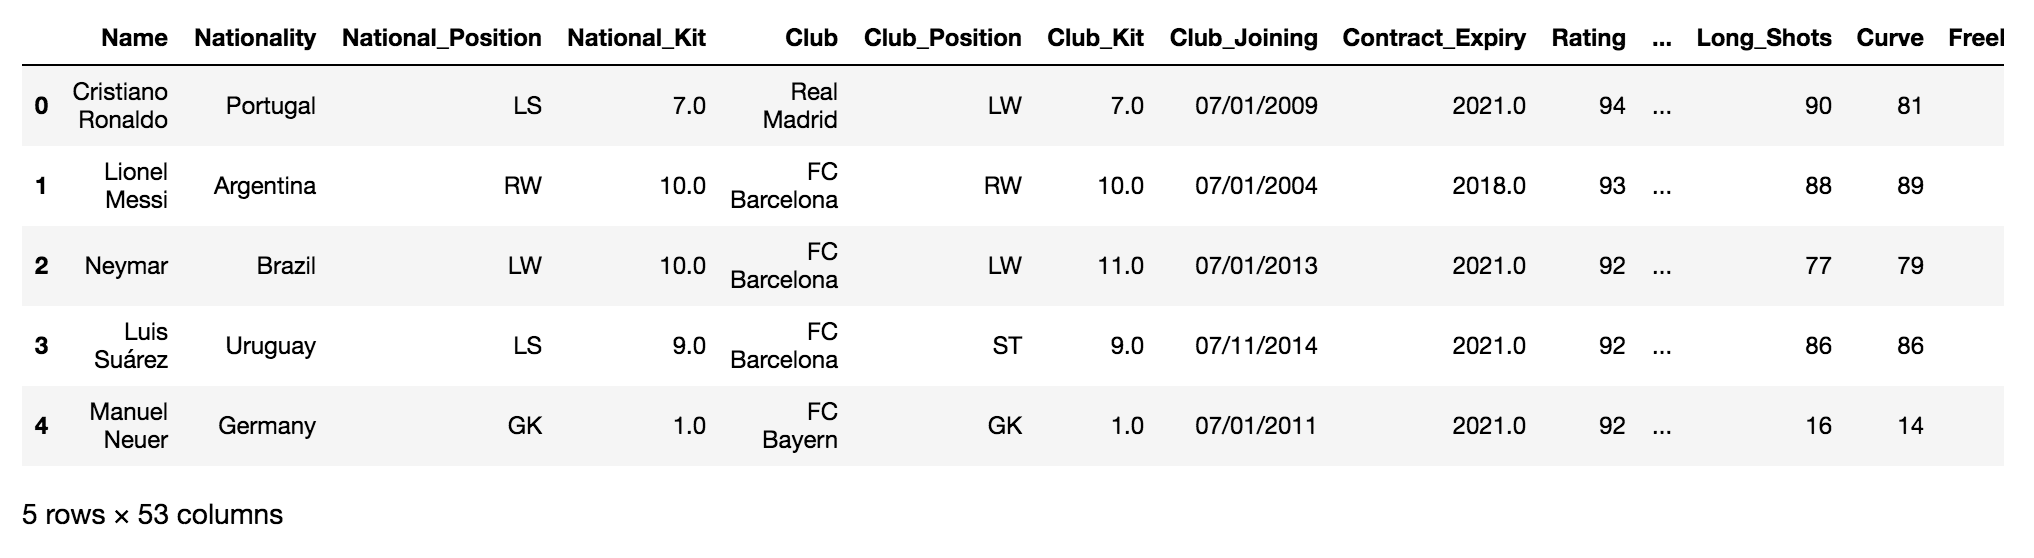 Name Nationality National_Position National_Kit Club Club_Position Club_Kit Club_Joining Contract_Expiry Rating ... Long_Shots Curve Freel
0 Cristiano Ronaldo Portugal LS 7.0 Real Madrid LW 7.0 07/01/2009 2021.0 94 ... 90 81
1 Lionel Messi Argentina RW 10.0 FC Barcelona RW 10.0 07/01/2004 2018.0 93 ... 88 89
2 Neymar Brazil LW 10.0 FC Barcelona LW 11.0 07/01/2013 2021.0 92 ... 77 79
3 Luis Suárez Uruguay LS 9.0 FC Barcelona ST 9.0 07/11/2014 2021.0 92 ... 86 86
4 Manuel Neuer Germany GK 1.0 FC Bayern GK 1.0 07/01/2011 2021.0 92 ... 16 14
5 rows × 53 columns